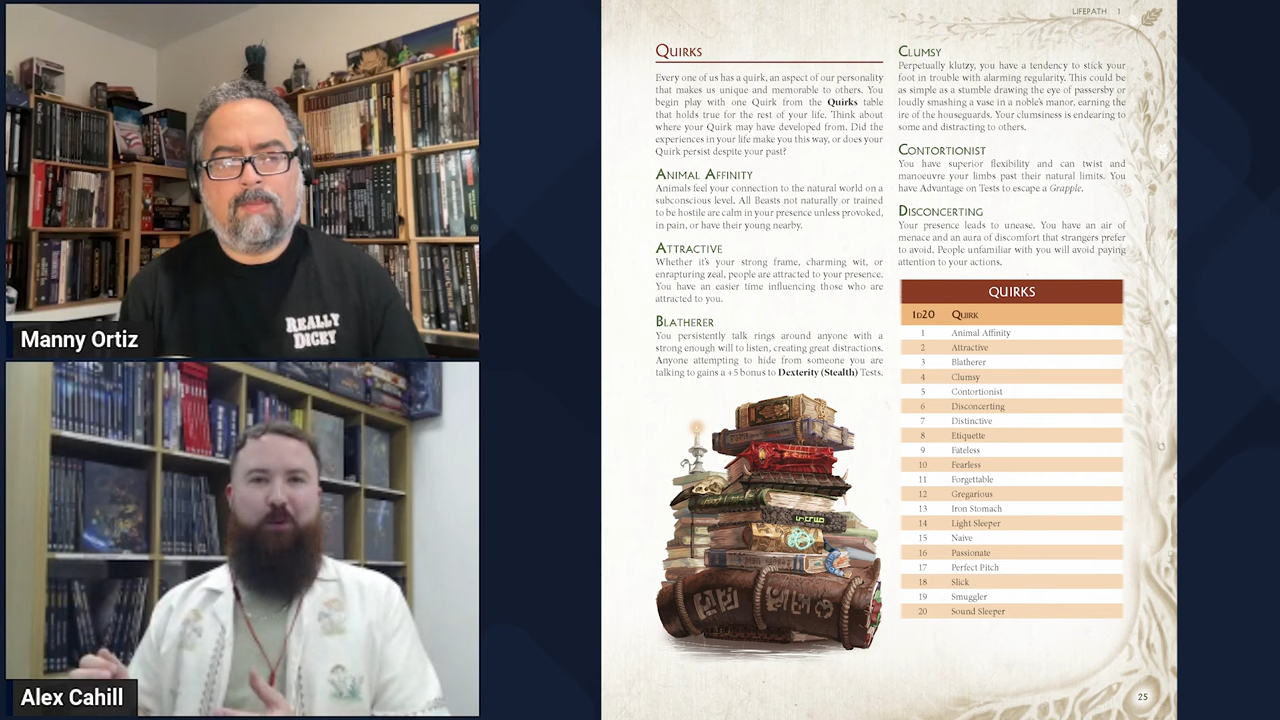 REALLY
DICEY
Manny Ortiz
Alex Cahill
LIFEPATH 1
QUIRKS
Every one of us has a quirk, an aspect of our personality
that makes us unique and memorable to others. You
begin play with one Quirk from the Quirks table
that holds true for the rest of your life. Think about
where your Quirk may have developed from. Did the
experiences in your life make you this way, or does your
Quirk persist despite your past?
ANIMAL AFFINITY
Animals feel your connection to the natural world on a
subconscious level. All Beasts not naturally or trained
to be hostile are calm in your presence unless provoked,
in pain, or have their young nearby.
ATTRACTIVE
Whether it's your strong frame, charming wit, or
enrapturing zeal, people are attracted to your presence.
You have an easier time influencing those who are
attracted to you.
BLATHERER
You persistently talk rings around anyone with a
strong enough will to listen, creating great distractions.
Anyone attempting to hide from someone you are
talking to gains a +5 bonus to Dexterity (Stealth) Tests.
CLUMSY
Perpetually klutzy, you have a tendency to stick your
foot in trouble with alarming regularity. This could be
as simple as a stumble drawing the eye of passersby or
loudly smashing a vase in a noble's manor, earning the
ire of the houseguards. Your clumsiness is endearing to
some and distracting to others.
CONTORTIONIST
You have superior flexibility and can twist and
manoeuvre your limbs past their natural limits. You
have Advantage on Tests to escape a Grapple.
DISCONCERTING
Your presence leads to unease. You have an air of
menace and an aura of discomfort that strangers prefer
to avoid. People unfamiliar with you will avoid paying
attention to your actions.
QUIRKS
1D20 QUIRK
1 Animal Affinity
2 Attractive
3 Blatherer
4 Clumsy
5 Contortionist
6 Disconcerting
7 Distinctive
8 Etiquette
9 Fateless
10 Fearless
11 Forgettable
12 Gregarious
13 Iron Stomach
14 Light Sleeper
15 Naive
16 Passionate
17 Perfect Pitch
18 Slick
19 Smuggler
20 Sound Sleeper
25